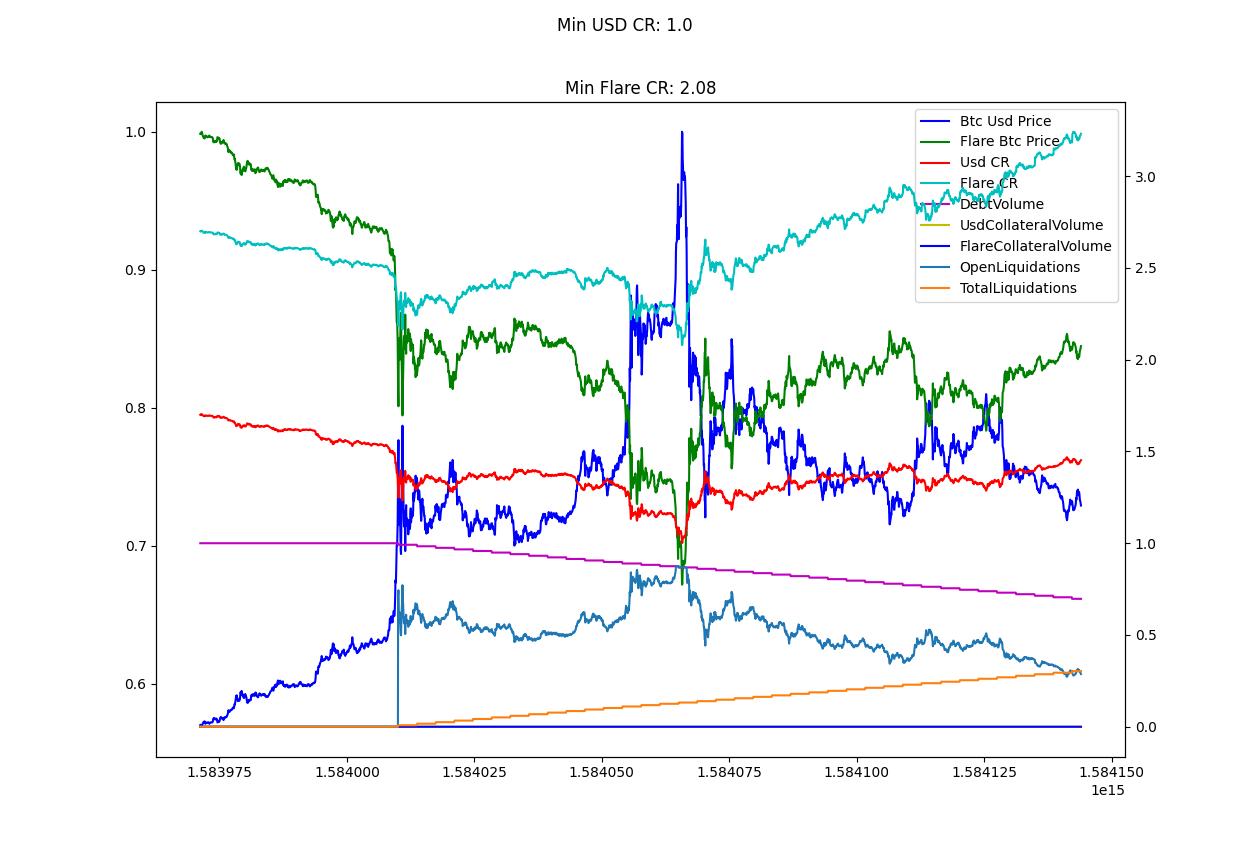 Min USD CR: 1.0
Min Flare CR: 2.08
1.0
0.9
0.8
0.7
0.6
Btc Usd Price
Flare Btc Price
Usd CR
Flare CR
DebtVolume
UsdCollateralVolume
FlareCollateralVolume
OpenLiquidations
TotalLiquidations
3.0
2.5
2.0
1.5
1.0
0.5
0.0
1.583975 1.584000 1.584025 1.584050 1.584075 1.584100 1.584125 1.584150
1e15